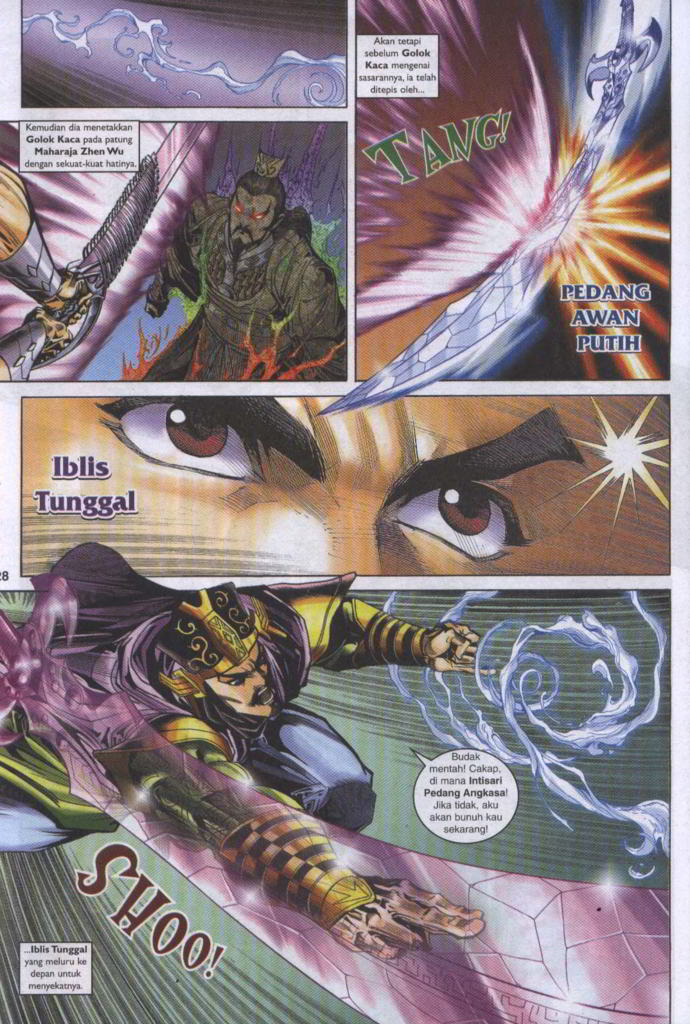 Kemudian dia menetakkan
Golok Kaca pada patung
Maharaja Zhen Wu
dengan sekuat-kuat hatinya.
Akan tetapi
sebelum Golok
Kaca mengenai
sasarannya, ia telah
ditepis oleh...
TANG!
PEDANG
AWAN
PUTIH
Iblis
Tunggal
28
Budak
mentah! Cakap,
di mana Intisari
Pedang Angkasa!
Jika tidak, aku
akan bunuh kau
sekarang!
SHOO!
...Iblis Tunggal
yang meluru ke
depan untuk
menyekatnya.